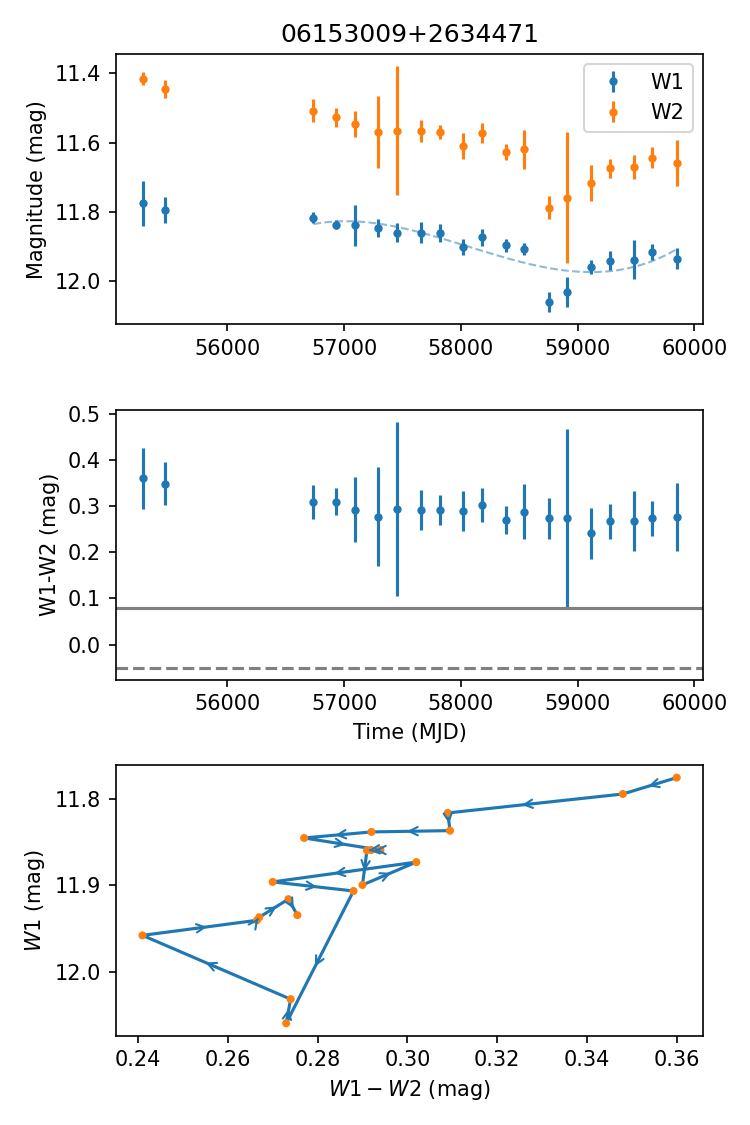 06153009+2634471
Magnitude (mag)
11.4
11.6
11.8
12.0
W1
W2
56000 57000 58000 59000 60000
W1-W2 (mag)
0.5
0.4
0.3
0.2
0.1
0.0
56000 57000 58000 59000 60000
Time (MJD)
W1 (mag)
11.8
11.9
12.0
0.24 0.26 0.28 0.30 0.32 0.34 0.36
W1 − W2 (mag)